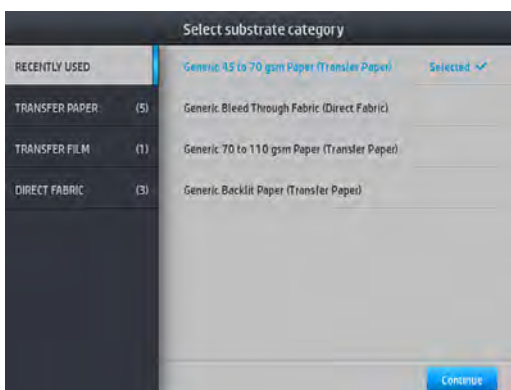 Select substrate category
RECENTLY USED
Generic 45 to 70 gsm Paper (Transfer Paper) Selected
TRANSFER PAPER (5)
Generic Bleed Through Fabric (Direct Fabric)
TRANSFER FILM (1)
Generic 70 to 110 gsm Paper (Transfer Paper)
DIRECT FABRIC (3)
Generic Backlit Paper (Transfer Paper)
Continue